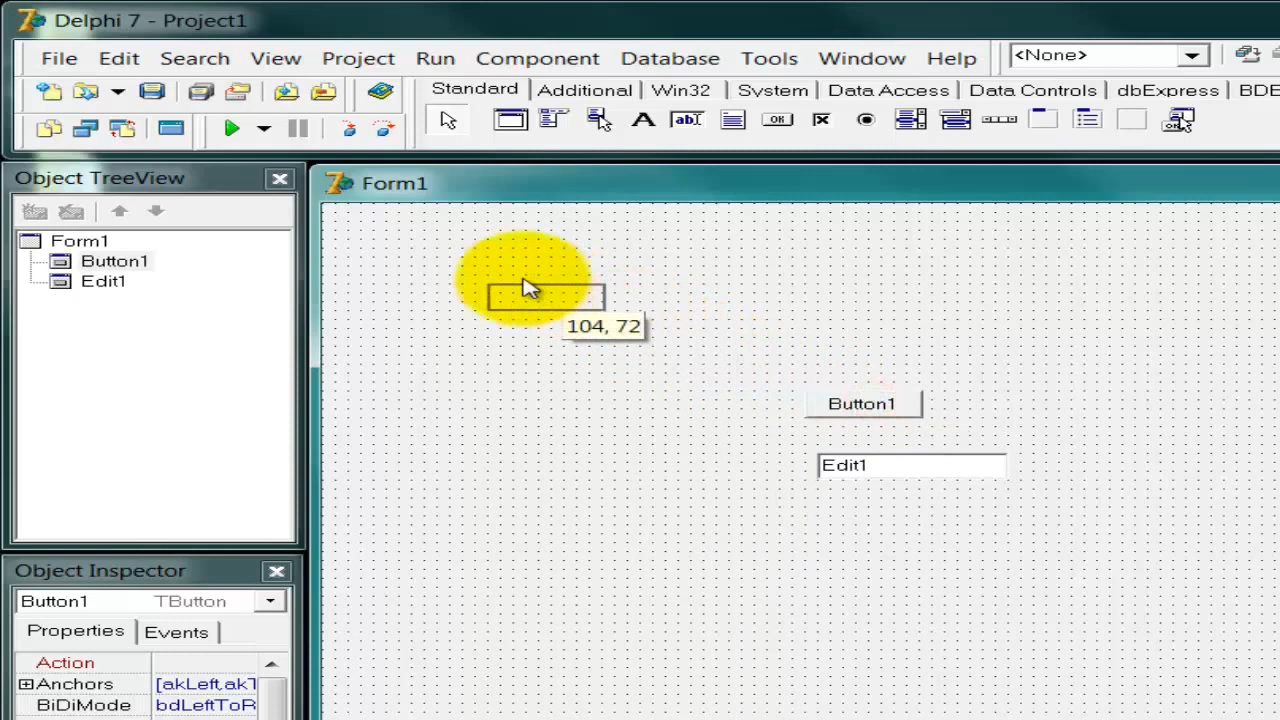 Delphi 7 - Project1
File Edit Search View Project Run Component Database Tools Window Help <None>
Standard Additional Win32 System Data Access Data Controls dbExpress BDE
A ab OK
Object TreeView
Form1
Form1
Button1
Edit1
104, 72
Button1
Edit1
Object Inspector
Button1 TButton
Properties Events
Action
Anchors [akLeft,akT
BiDiMode bdLeftToR